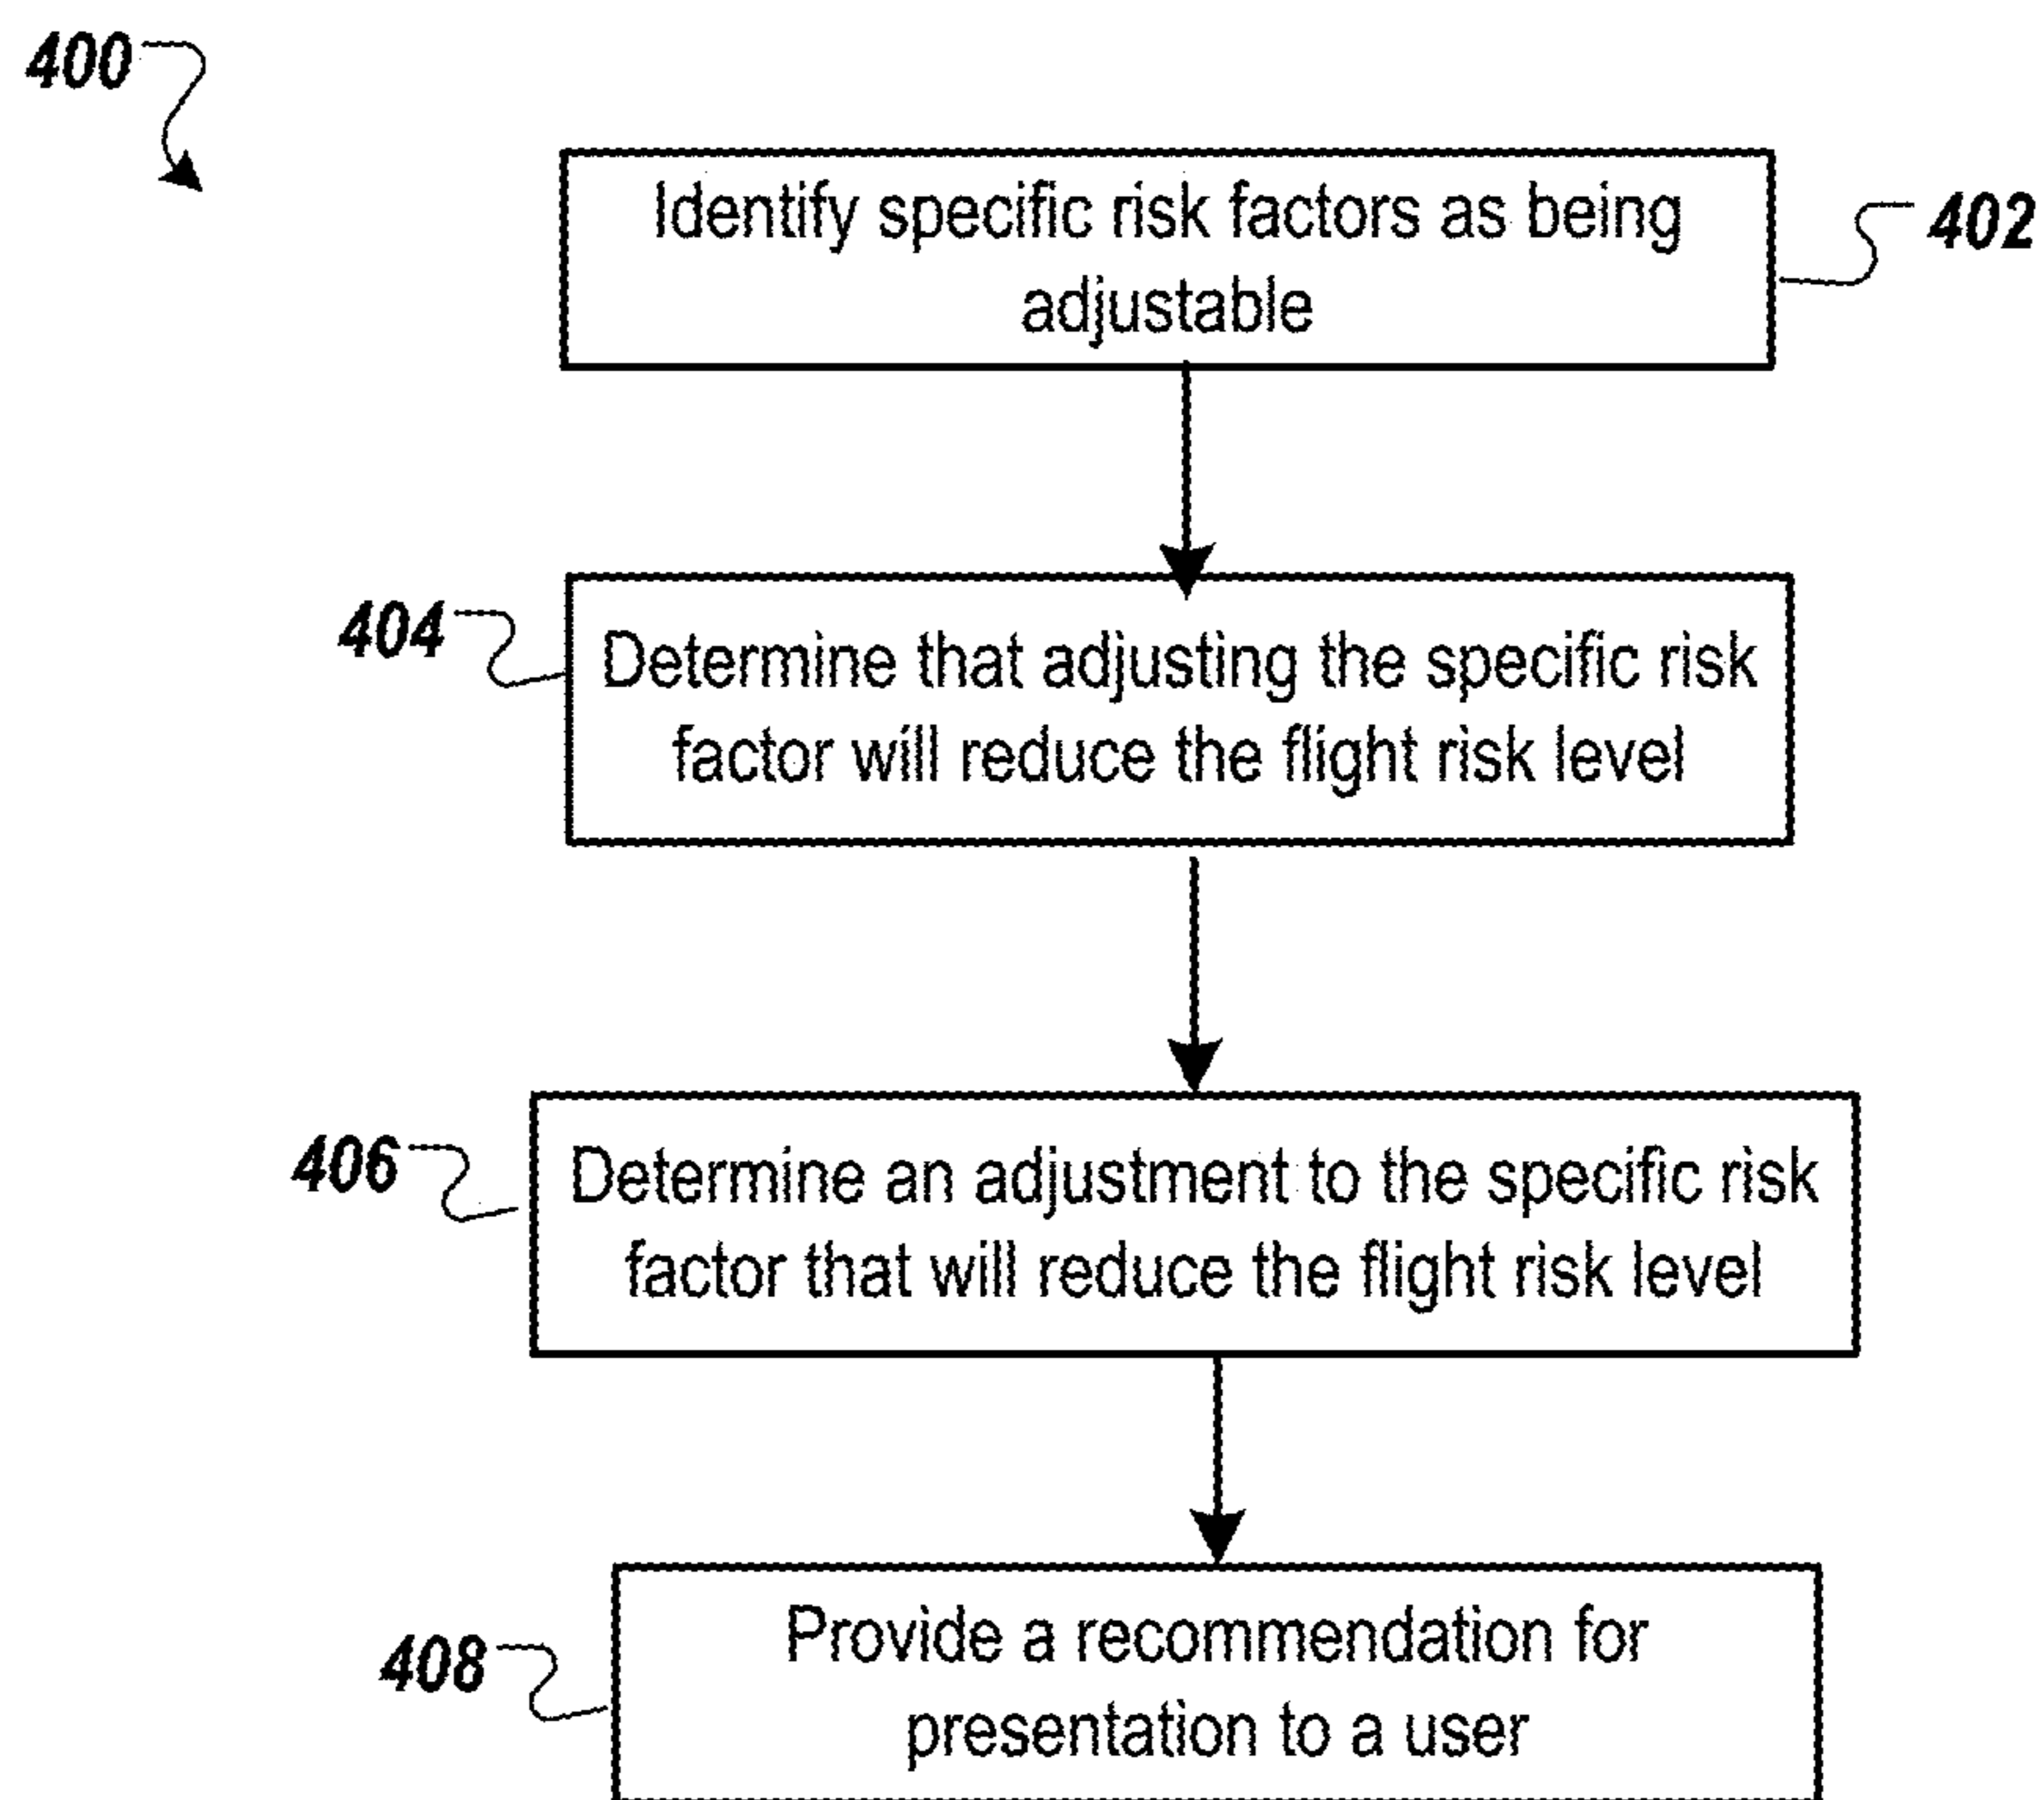 400
Identify specific risk factors as being
adjustable
402
404
Determine that adjusting the specific risk
factor will reduce the flight risk level
406
Determine an adjustment to the specific risk
factor that will reduce the flight risk level
408
Provide a recommendation for
presentation to a user